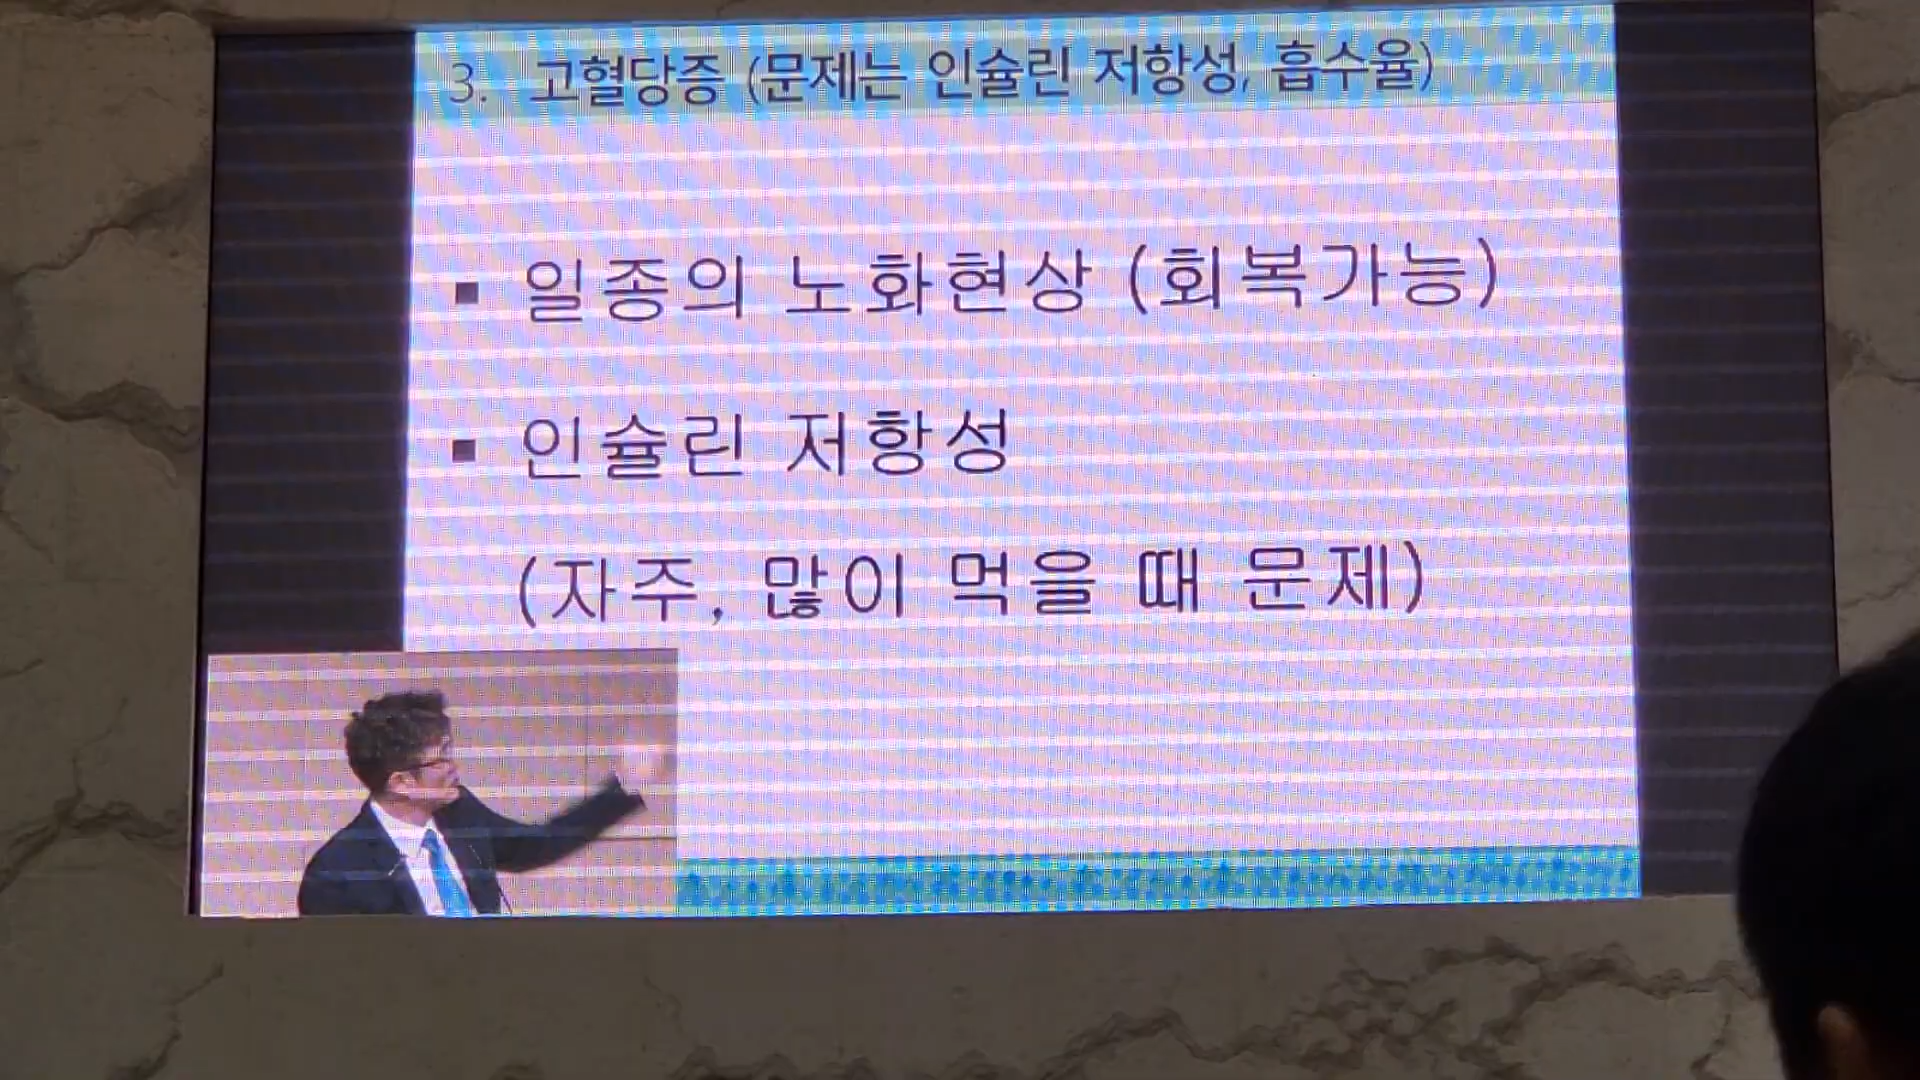 3. 고혈당증 (문제는 인슐린 저항성, 흡수율)
▪ 일종의 노화현상 (회복가능)
▪ 인슐린 저항성
(자주, 많이 먹을 때 문제)